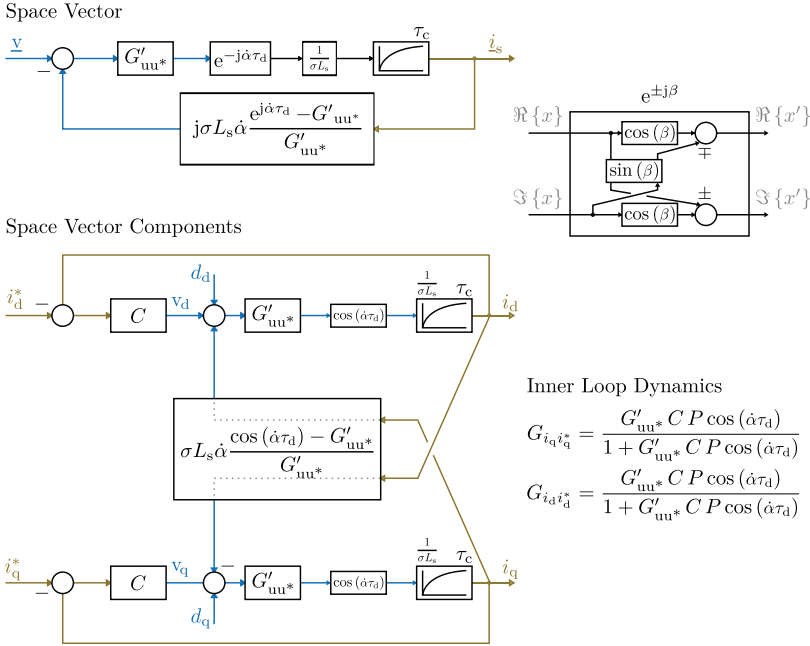 Space Vector
v
−
G′uu*
e^−jα̇τd
1/σLs
τc
is
jσLsα̇ (e^jα̇τd − G′uu*)/G′uu*
e^±jβ
ℜ{x}
cos (β)
∓
ℜ{x′}
sin (β)
ℑ{x}
±
cos (β)
ℑ{x′}
Space Vector Components
i*d
−
C
vd
dd
G′uu*
cos (α̇τd)
1/σLs
τc
id
σLsα̇ (cos (α̇τd) − G′uu*)/G′uu*
i*q
−
C
vq
−
dq
G′uu*
cos (α̇τd)
1/σLs
τc
iq
Inner Loop Dynamics
G iq i*q = (G′uu* C P cos (α̇τd))/(1 + G′uu* C P cos (α̇τd))
G id i*d = (G′uu* C P cos (α̇τd))/(1 + G′uu* C P cos (α̇τd))